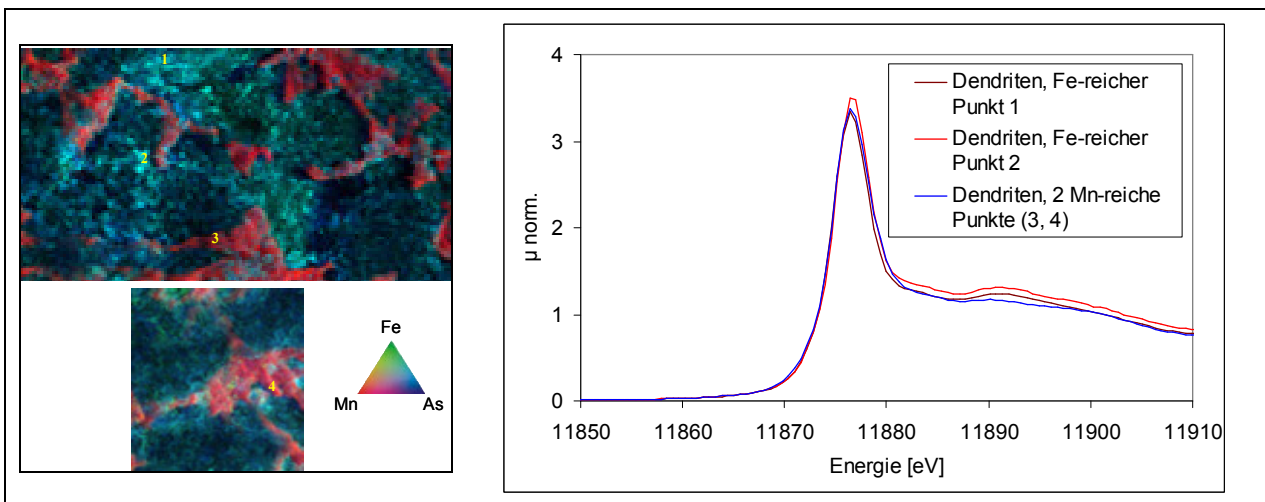 1
2
3
4
Fe
Mn
As
4
3
2
1
0
µ norm.
Dendriten, Fe-reicher
Punkt 1
Dendriten, Fe-reicher
Punkt 2
Dendriten, 2 Mn-reiche
Punkte (3, 4)
11850 11860 11870 11880 11890 11900 11910
Energie [eV]